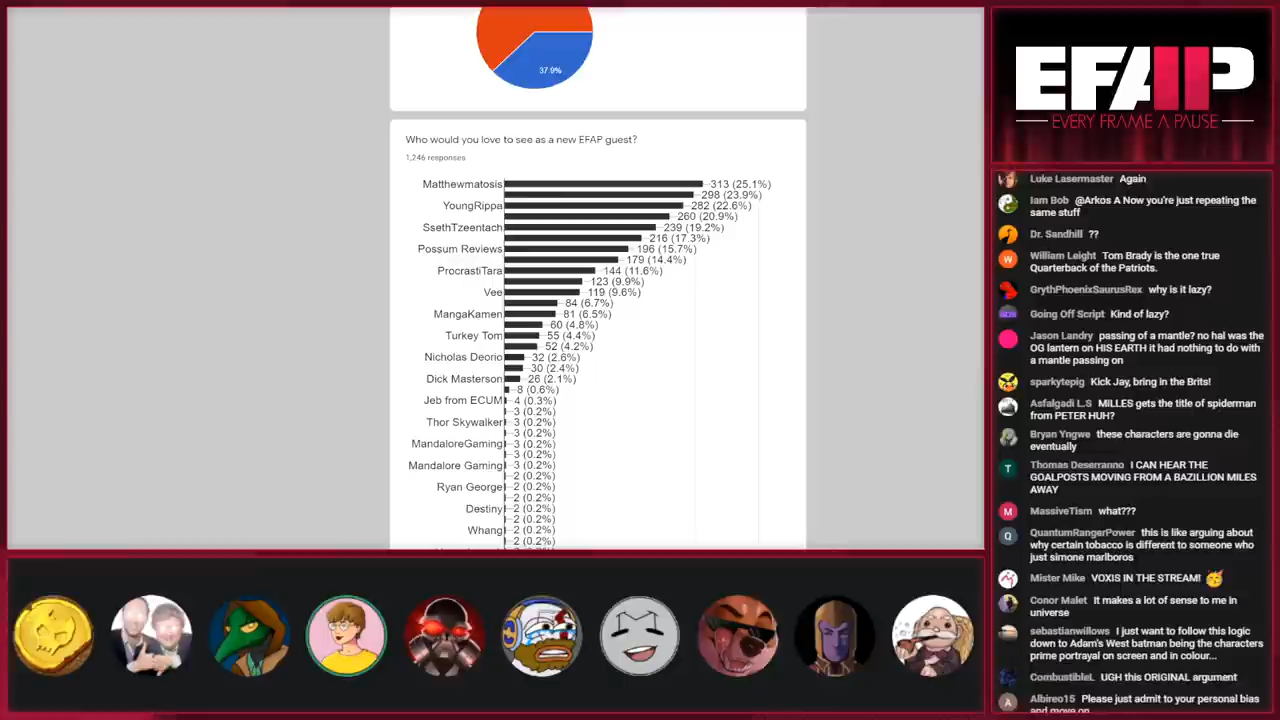 37.9%
Who would you love to see as a new EFAP guest?
1,246 responses
Matthewmatosis 313 (25.1%)
298 (23.9%)
YoungRippa 282 (22.6%)
260 (20.9%)
SsethTzeentach 239 (19.2%)
216 (17.3%)
Possum Reviews 196 (15.7%)
179 (14.4%)
ProcrastiTara 144 (11.6%)
123 (9.9%)
Vee 119 (9.6%)
84 (6.7%)
MangaKamen 81 (6.5%)
60 (4.8%)
Turkey Tom 55 (4.4%)
52 (4.2%)
Nicholas Deorio 32 (2.6%)
30 (2.4%)
Dick Masterson 26 (2.1%)
8 (0.6%)
Jeb from ECUM 4 (0.3%)
3 (0.2%)
Thor Skywalker 3 (0.2%)
3 (0.2%)
MandaloreGaming 3 (0.2%)
3 (0.2%)
Mandalore Gaming 3 (0.2%)
2 (0.2%)
Ryan George 2 (0.2%)
2 (0.2%)
Destiny 2 (0.2%)
2 (0.2%)
Whang 2 (0.2%)
2 (0.2%)
EFAP
EVERY FRAME A PAUSE
Luke Lasermaster Again
Iam Bob @Arkos A Now you're just repeating the
same stuff
Dr. Sandhill ??
William Leight Tom Brady is the one true
Quarterback of the Patriots.
GrythPhoenixSaurusRex why is it lazy?
Going Off Script Kind of lazy?
Jason Landry passing of a mantle? no hal was the
OG lantern on HIS EARTH it had nothing to do with
a mantle passing on
sparkytepig Kick Jay, bring in the Brits!
Asfalgadi L.S MILLES gets the title of spiderman
from PETER HUH?
Bryan Yngwe these characters are gonna die
eventually
T Thomas Deserranno I CAN HEAR THE
GOALPOSTS MOVING FROM A BAZILLION MILES
AWAY
M MassiveTism what???
Q QuantumRangerPower this is like arguing about
why certain tobacco is different to someone who
just simone marlboros
Mister Mike VOXIS IN THE STREAM! 🥳
Conor Malet It makes a lot of sense to me in
universe
sebastianwillows I just want to follow this logic
down to Adam's West batman being the characters
prime portrayal on screen and in colour...
CombustibleL UGH this ORIGINAL argument
A Albireo15 Please just admit to your personal bias
and move on